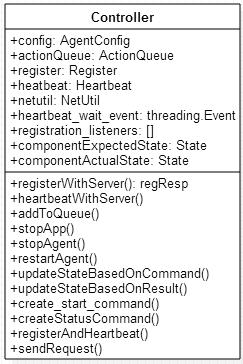 Controller
+config: AgentConfig
+actionQueue: ActionQueue
+register: Register
+heatbeat: Heartbeat
+netutil: NetUtil
+heartbeat_wait_event: threading.Event
+registration_listeners: []
+componentExpectedState: State
+componentActualState: State
+registerWithServer(): regResp
+heartbeatWithServer()
+addToQueue()
+stopApp()
+stopAgent()
+restartAgent()
+updateStateBasedOnCommand()
+updateStateBasedOnResult()
+create_start_command()
+createStatusCommand()
+registerAndHeartbeat()
+sendRequest()